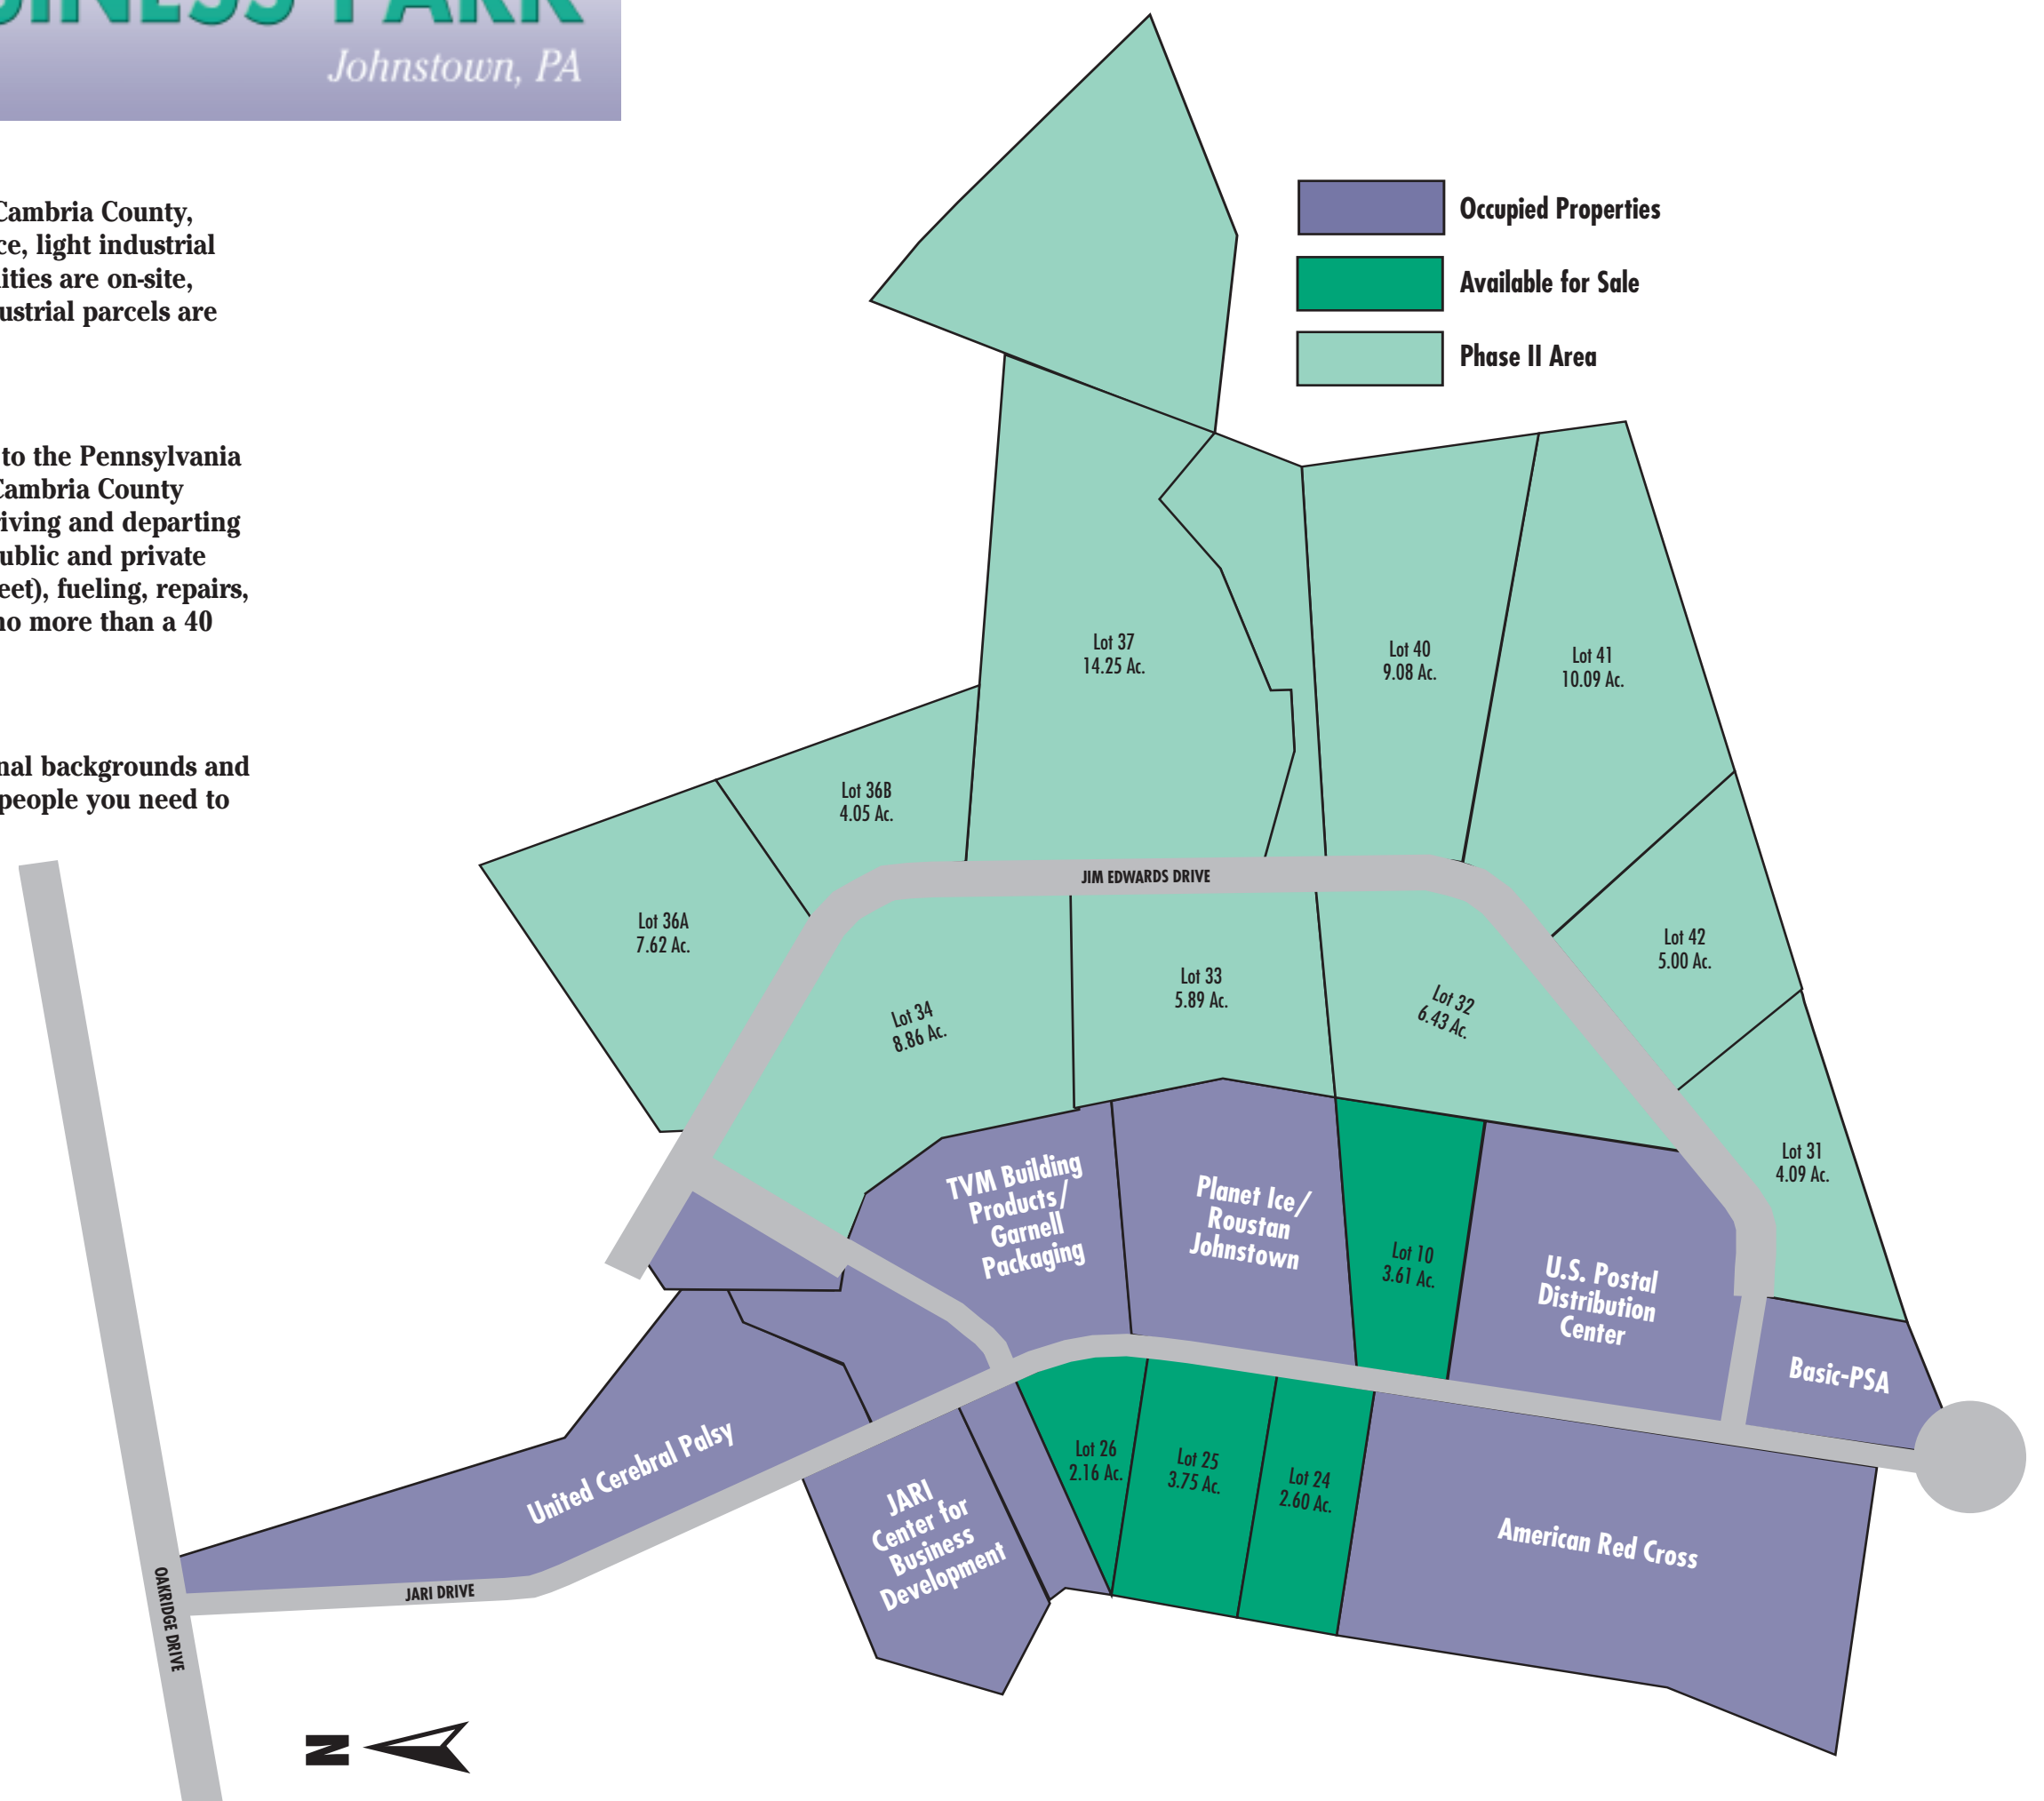 BUSINESS PARK
Johnstown, PA
Cambria County,
ce, light industrial
ities are on-site,
ustrial parcels are
to the Pennsylvania
Cambria County
iving and departing
ublic and private
eet), fueling, repairs,
no more than a 40
nal backgrounds and
people you need to
Occupied Properties
Available for Sale
Phase II Area
Lot 37
14.25 Ac.
Lot 40
9.08 Ac.
Lot 41
10.09 Ac.
Lot 36B
4.05 Ac.
JIM EDWARDS DRIVE
Lot 36A
7.62 Ac.
Lot 42
5.00 Ac.
Lot 34
8.86 Ac.
Lot 33
5.89 Ac.
Lot 32
6.43 Ac.
Lot 31
4.09 Ac.
TVM Building
Products/
Garnell
Packaging
Planet Ice/
Roustan
Johnstown
Lot 10
3.61 Ac.
U.S. Postal
Distribution
Center
Basic-PSA
United Cerebral Palsy
JARI
Center for
Business
Development
Lot 26
2.16 Ac.
Lot 25
3.75 Ac.
Lot 24
2.60 Ac.
American Red Cross
JARI DRIVE
OAKRIDGE DRIVE
N